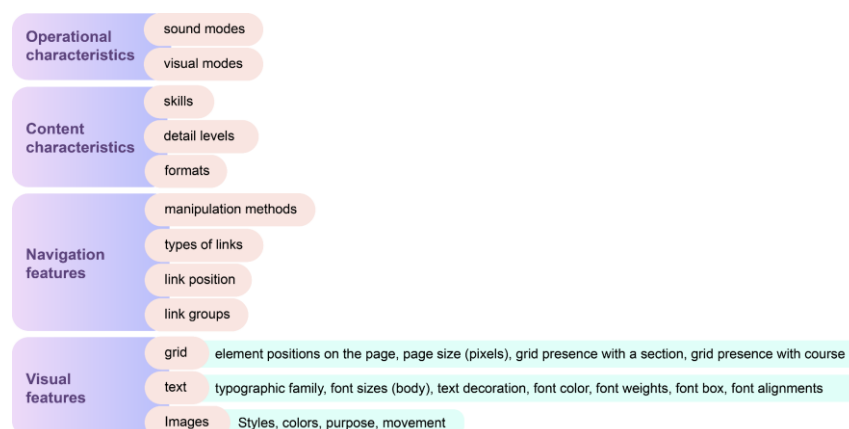 Operational
characteristics
sound modes
visual modes
Content
characteristics
skills
detail levels
formats
Navigation
features
manipulation methods
types of links
link position
link groups
Visual
features
grid
element positions on the page, page size (pixels), grid presence with a section, grid presence with course
text
typographic family, font sizes (body), text decoration, font color, font weights, font box, font alignments
Images
Styles, colors, purpose, movement